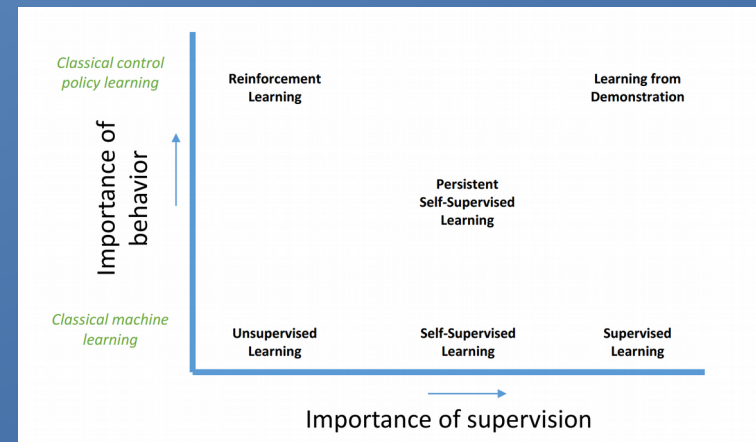 Classical control
policy learning
Reinforcement
Learning
Learning from
Demonstration
Importance of
behavior
Persistent
Self-Supervised
Learning
Classical machine
learning
Unsupervised
Learning
Self-Supervised
Learning
Supervised
Learning
Importance of supervision